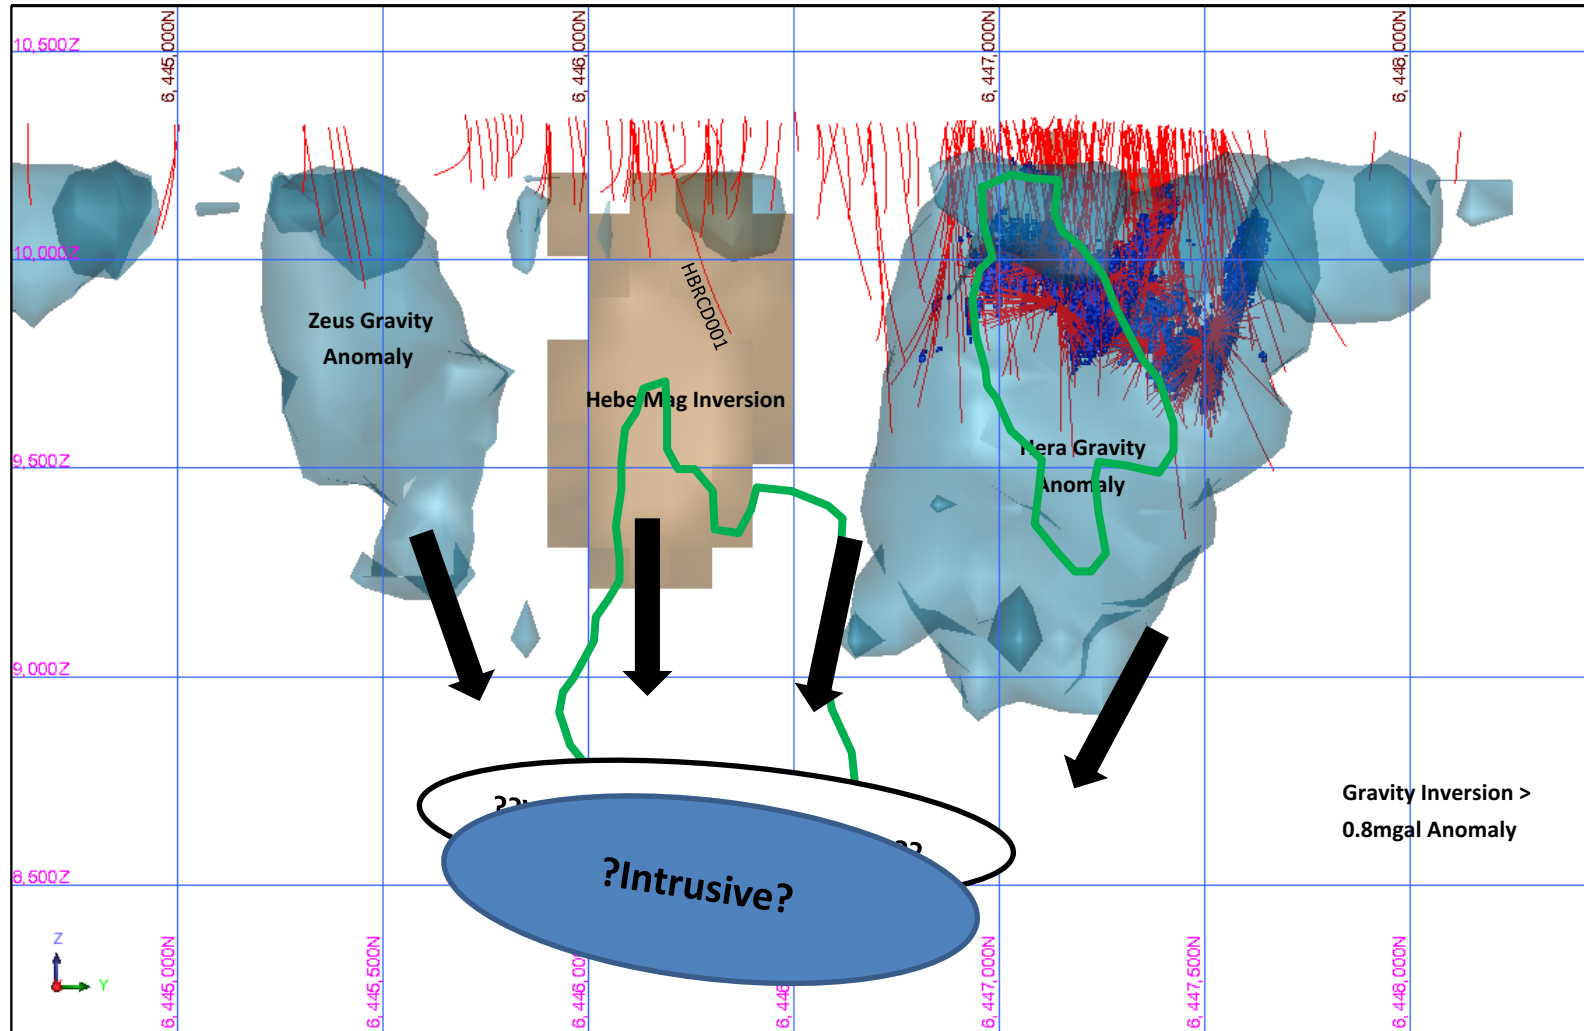 6,445,000N
6,446,000N
6,447,000N
6,448,000N
10,500Z
10,000Z
HBRCD001
Zeus Gravity
Anomaly
Hebe Mag Inversion
9,500Z
Hera Gravity
Anomaly
9,000Z
Gravity Inversion >
0.8mgal Anomaly
??
??
8,500Z
?Intrusive?
Z
Y
6,445,000N
6,445,500N
6,447,000N
6,447,500N
6,448,000N